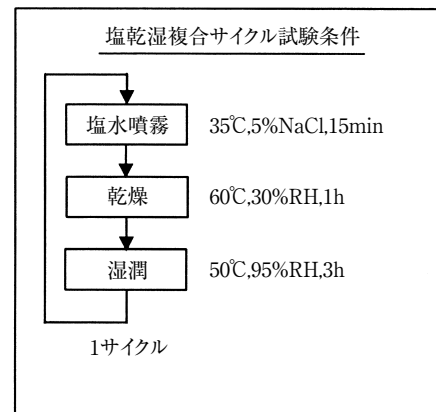 塩乾湿複合サイクル試験条件
塩水噴霧 35℃,5%NaCl,15min
乾燥 60℃,30%RH,1h
湿潤 50℃,95%RH,3h
1サイクル